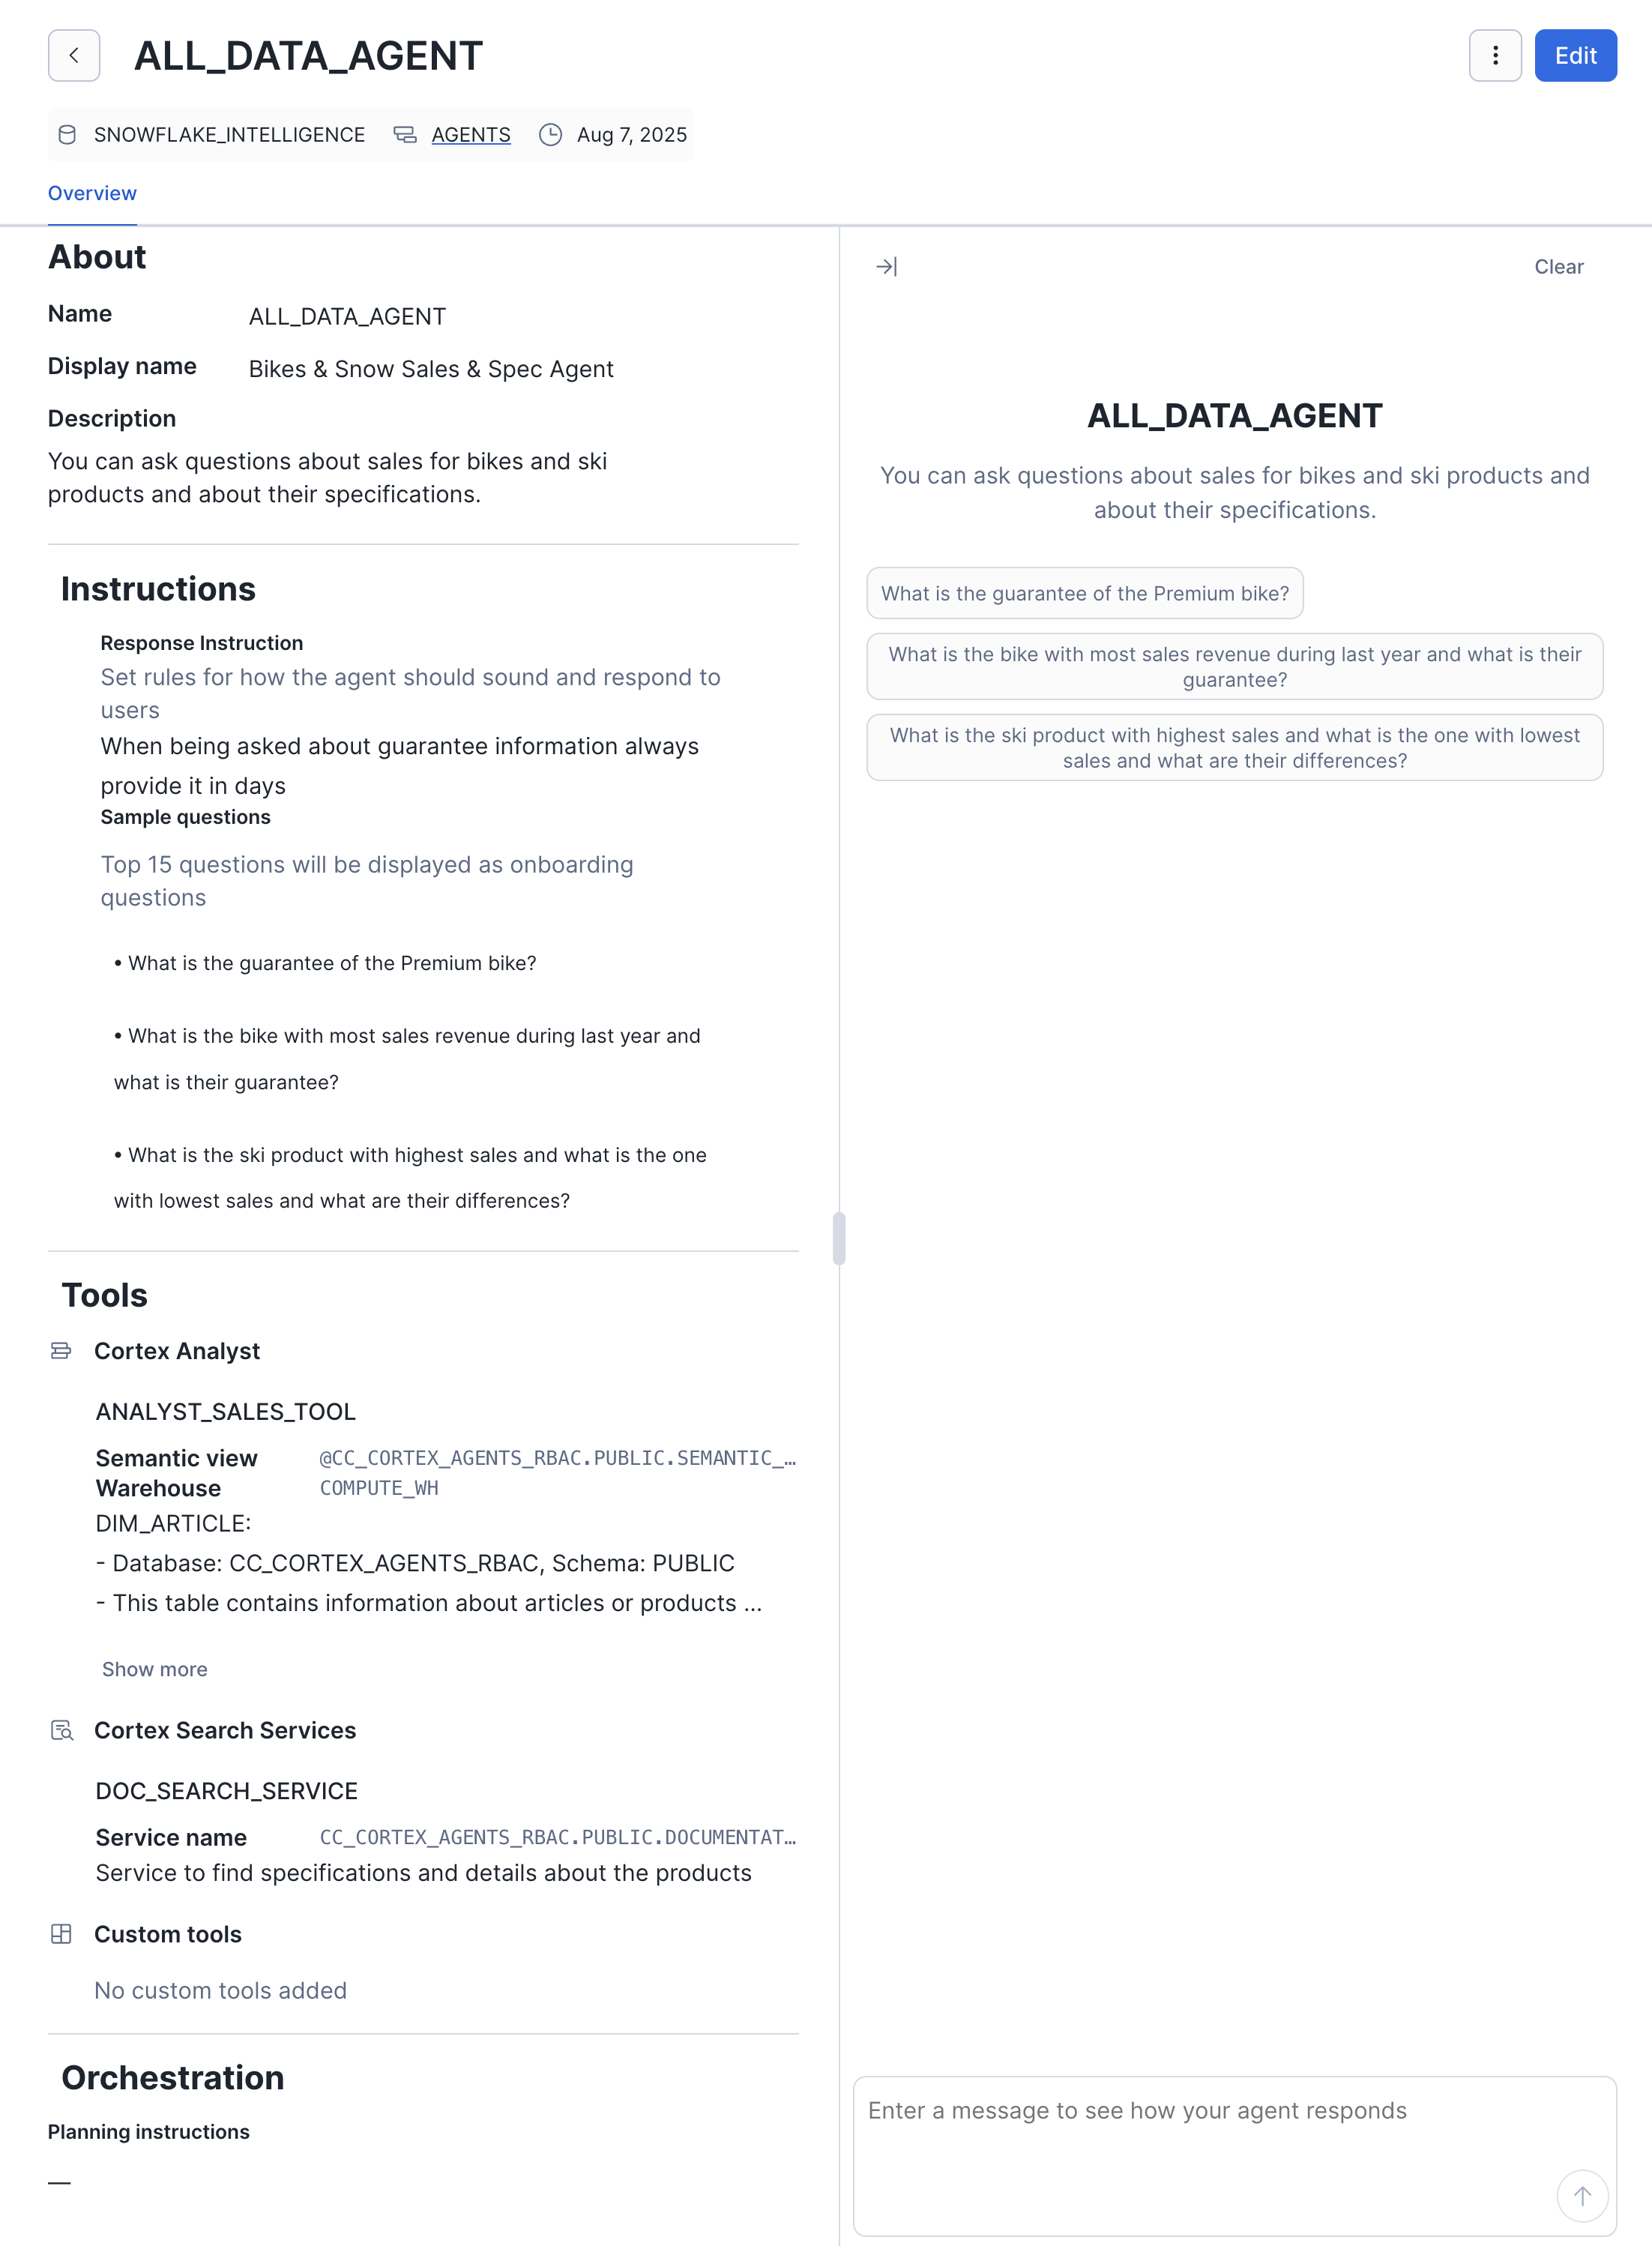 ALL_DATA_AGENT
Edit
SNOWFLAKE_INTELLIGENCE AGENTS Aug 7, 2025
Overview
About
Name ALL_DATA_AGENT
Display name Bikes & Snow Sales & Spec Agent
Description
You can ask questions about sales for bikes and ski
products and about their specifications.
Instructions
Response Instruction
Set rules for how the agent should sound and respond to
users
When being asked about guarantee information always
provide it in days
Sample questions
Top 15 questions will be displayed as onboarding
questions
• What is the guarantee of the Premium bike?
• What is the bike with most sales revenue during last year and
what is their guarantee?
• What is the ski product with highest sales and what is the one
with lowest sales and what are their differences?
Tools
Cortex Analyst
ANALYST_SALES_TOOL
Semantic view @CC_CORTEX_AGENTS_RBAC.PUBLIC.SEMANTIC_…
Warehouse COMPUTE_WH
DIM_ARTICLE:
- Database: CC_CORTEX_AGENTS_RBAC, Schema: PUBLIC
- This table contains information about articles or products ...
Show more
Cortex Search Services
DOC_SEARCH_SERVICE
Service name CC_CORTEX_AGENTS_RBAC.PUBLIC.DOCUMENTAT…
Service to find specifications and details about the products
Custom tools
No custom tools added
Orchestration
Planning instructions
—
Clear
ALL_DATA_AGENT
You can ask questions about sales for bikes and ski products and
about their specifications.
What is the guarantee of the Premium bike?
What is the bike with most sales revenue during last year and what is their
guarantee?
What is the ski product with highest sales and what is the one with lowest
sales and what are their differences?
Enter a message to see how your agent responds